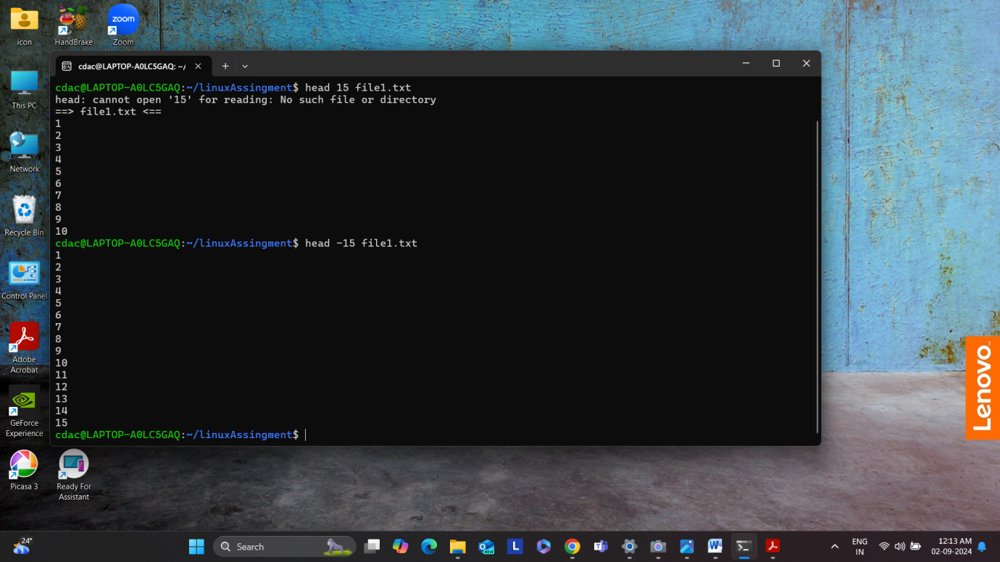 icon
HandBrake
zoom
Zoom
This PC
Network
Recycle Bin
Control Panel
Adobe
Acrobat
GeForce
Experience
Picasa 3
Ready For
Assistant
cdac@LAPTOP-A0LC5GAQ: ~/
cdac@LAPTOP-A0LC5GAQ:~/linuxAssingment$ head 15 file1.txt
head: cannot open '15' for reading: No such file or directory
==> file1.txt <==
1
2
3
4
5
6
7
8
9
10
cdac@LAPTOP-A0LC5GAQ:~/linuxAssingment$ head -15 file1.txt
1
2
3
4
5
6
7
8
9
10
11
12
13
14
15
cdac@LAPTOP-A0LC5GAQ:~/linuxAssingment$
Lenovo
24°
Search
ENG
IN
12:13 AM
02-09-2024